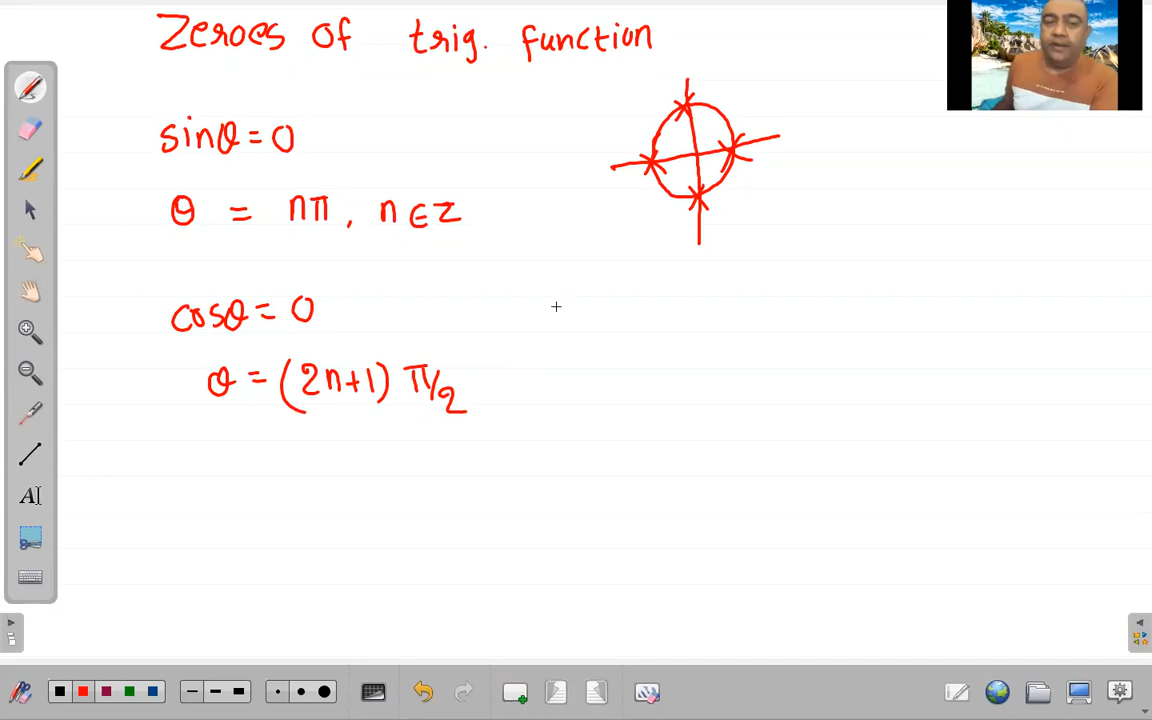 Zeroes of trig. function
sinθ = 0
θ = nπ, n∈z
cosθ = 0
θ = (2n+1) π/2